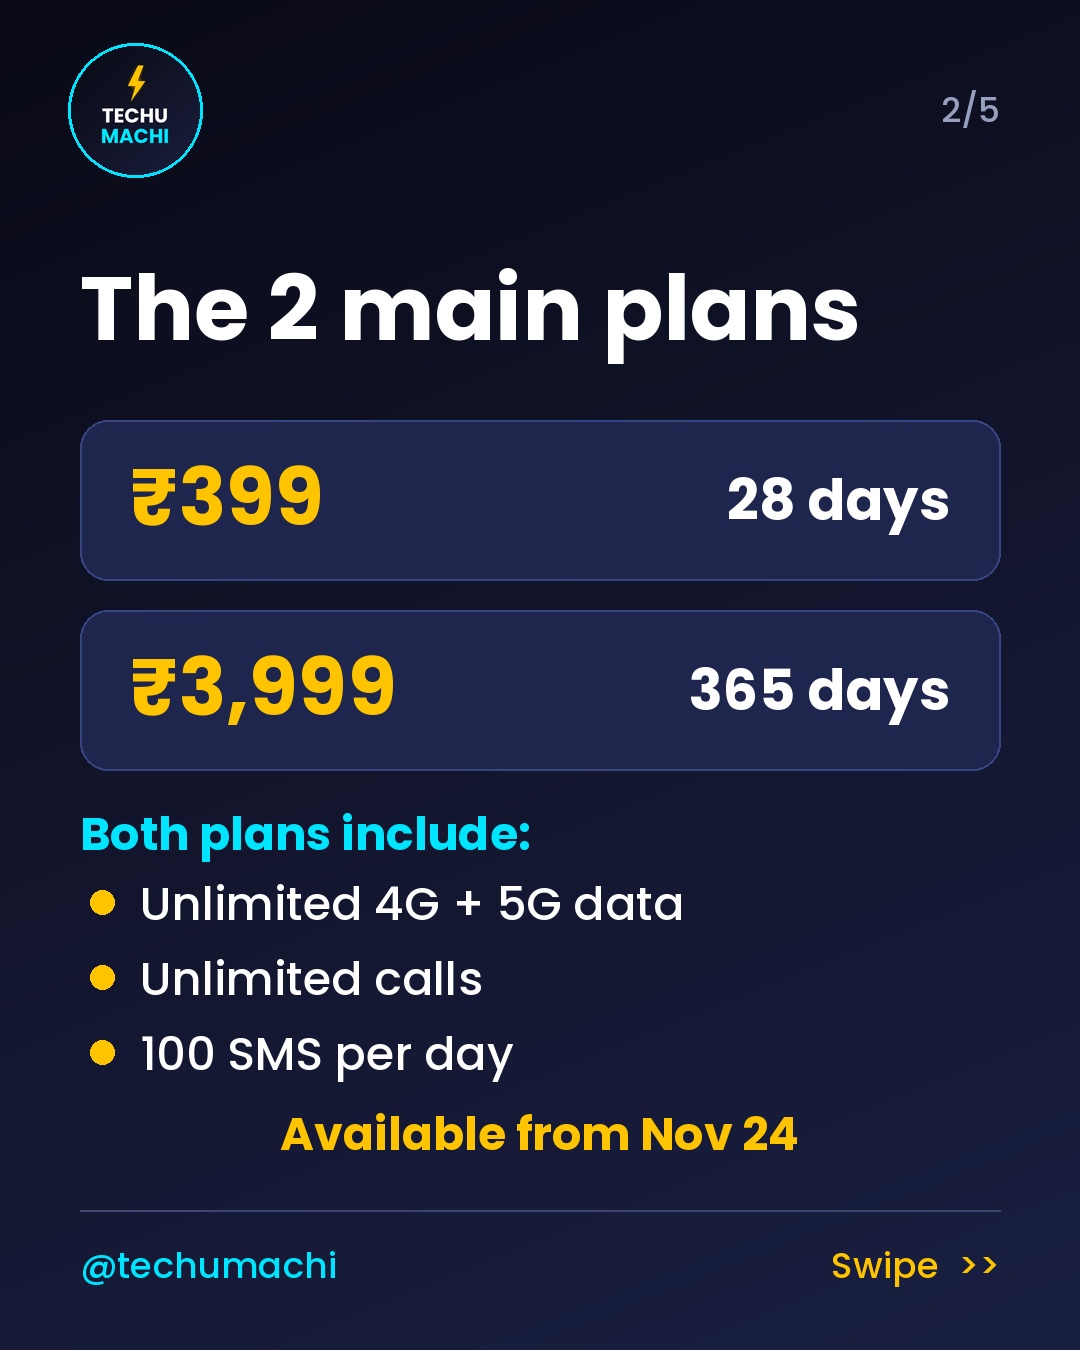 TECHU
MACHI
2/5
The 2 main plans
₹399
28 days
₹3,999
365 days
Both plans include:
Unlimited 4G + 5G data
Unlimited calls
100 SMS per day
Available from Nov 24
@techumachi
Swipe >>